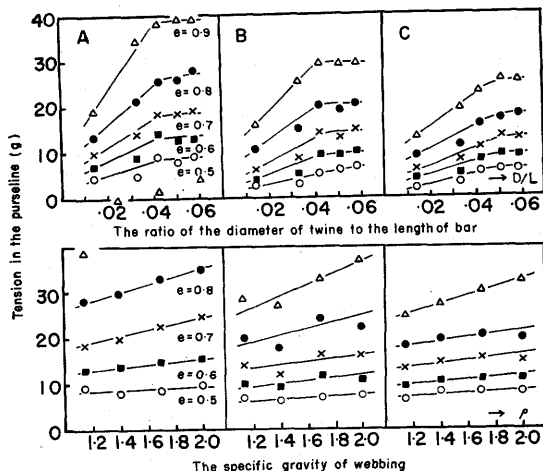 A B C
40
e=0.9
30
e=0.8
20
e=0.7
10
e=0.6
e=0.5
0
→ D/L
.02 .04 .06 .02 .04 .06 .02 .04 .06
The ratio of the diameter of twine to the length of bar
Tension in the purseline (g)
30
e=0.8
20
e=0.7
10
e=0.6
e=0.5
0
→ ρ
1.2 1.4 1.6 1.8 2.0 1.2 1.4 1.6 1.8 2.0 1.2 1.4 1.6 1.8 2.0
The specific gravity of webbing